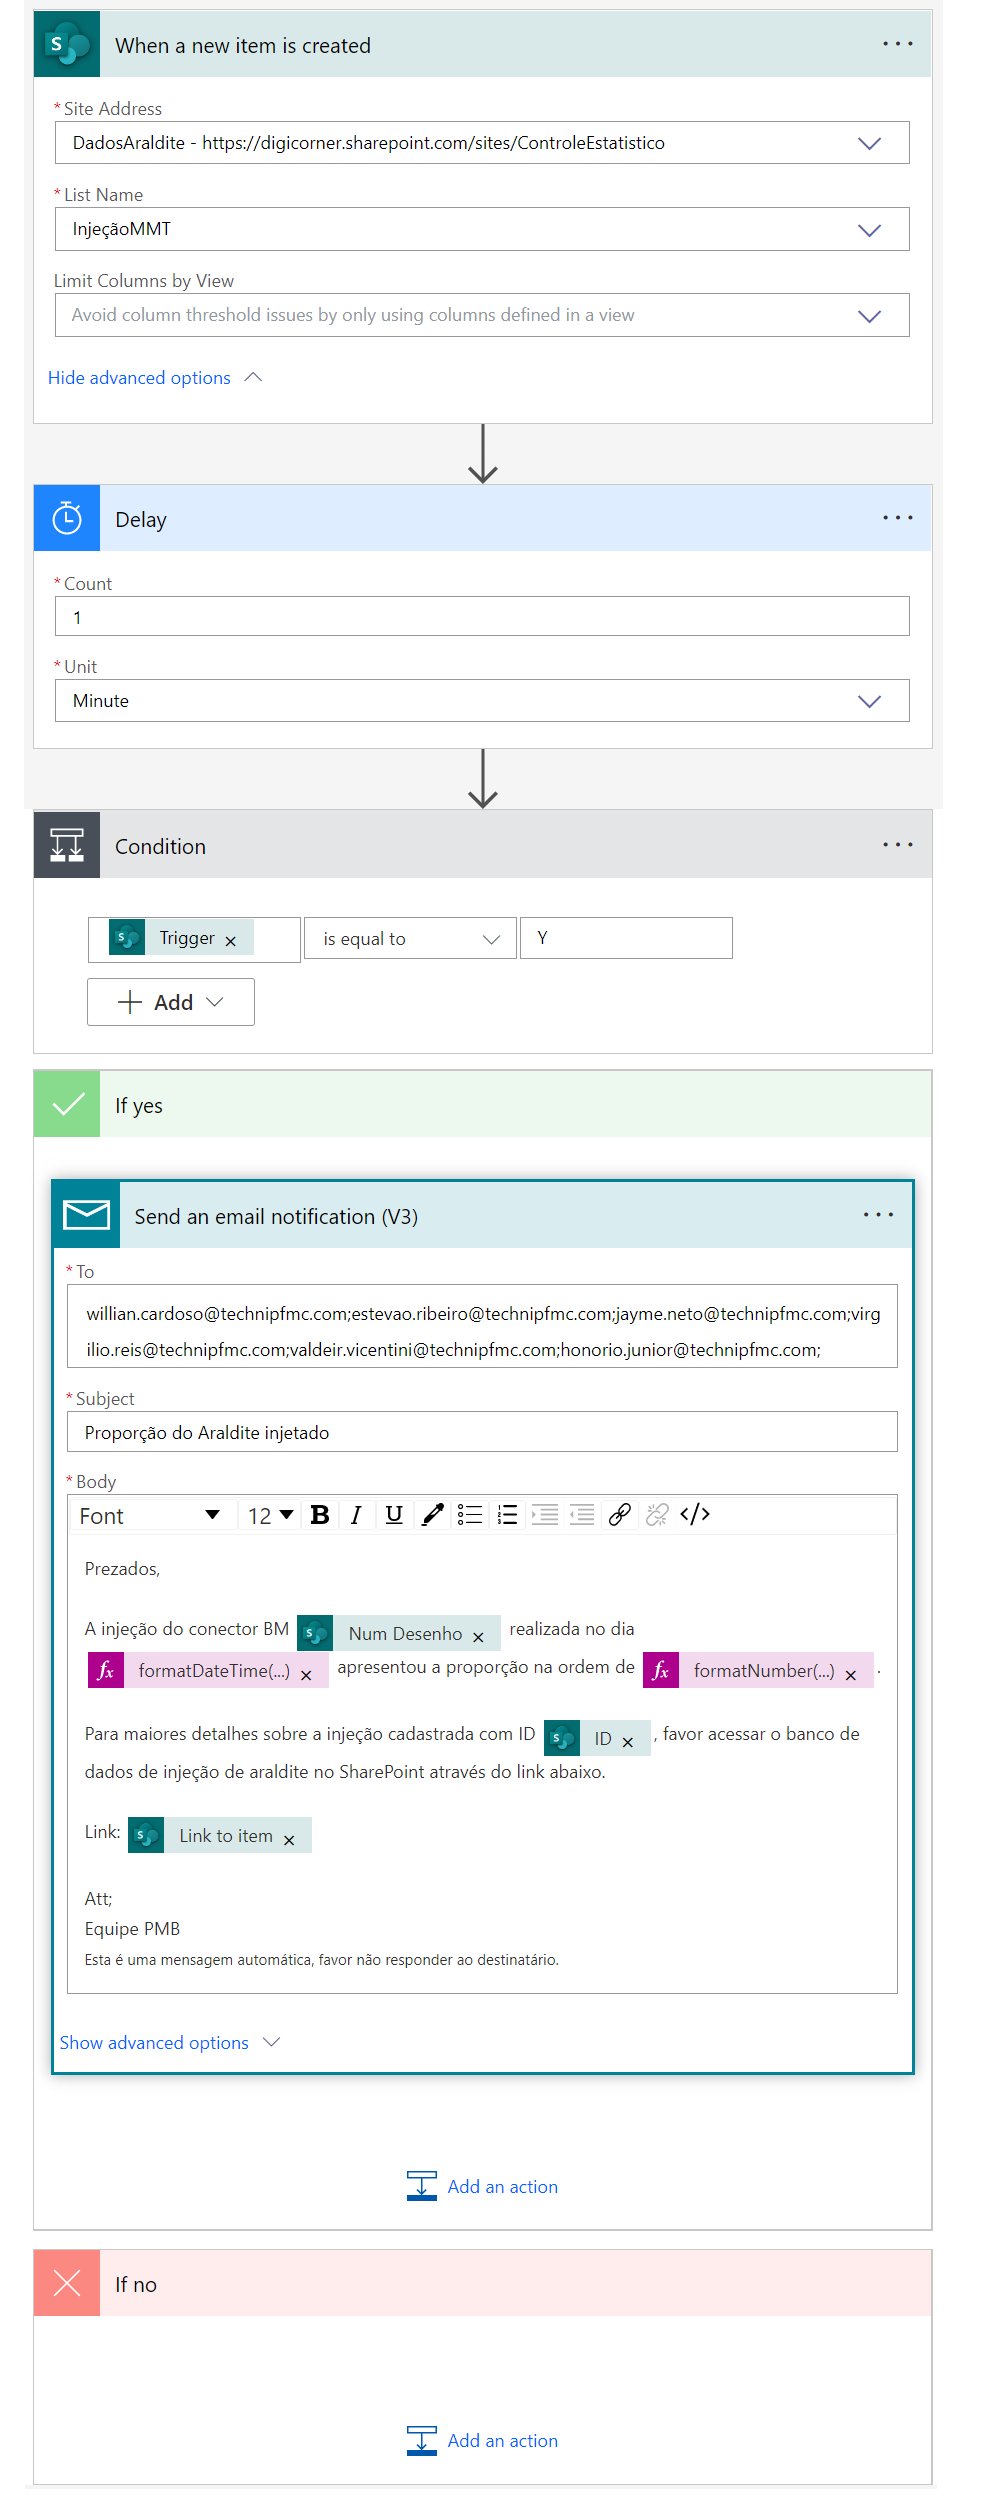 When a new item is created
* Site Address
DadosAraldite - https://digicorner.sharepoint.com/sites/ControleEstatistico
* List Name
InjeçãoMMT
Limit Columns by View
Avoid column threshold issues by only using columns defined in a view
Hide advanced options
Delay
* Count
1
* Unit
Minute
Condition
S Trigger × is equal to Y
+ Add
If yes
Send an email notification (V3)
* To
willian.cardoso@technipfmc.com;estevao.ribeiro@technipfmc.com;jayme.neto@technipfmc.com;virg
ilio.reis@technipfmc.com;valdeir.vicentini@technipfmc.com;honorio.junior@technipfmc.com;
* Subject
Proporção do Araldite injetado
* Body
Font 12 B I U </>
Prezados,
A injeção do conector BM S Num Desenho × realizada no dia
fx formatDateTime(...) × apresentou a proporção na ordem de fx formatNumber(...) × .
Para maiores detalhes sobre a injeção cadastrada com ID S ID × , favor acessar o banco de
dados de injeção de araldite no SharePoint através do link abaixo.
Link: S Link to item ×
Att;
Equipe PMB
Esta é uma mensagem automática, favor não responder ao destinatário.
Show advanced options
Add an action
If no
Add an action